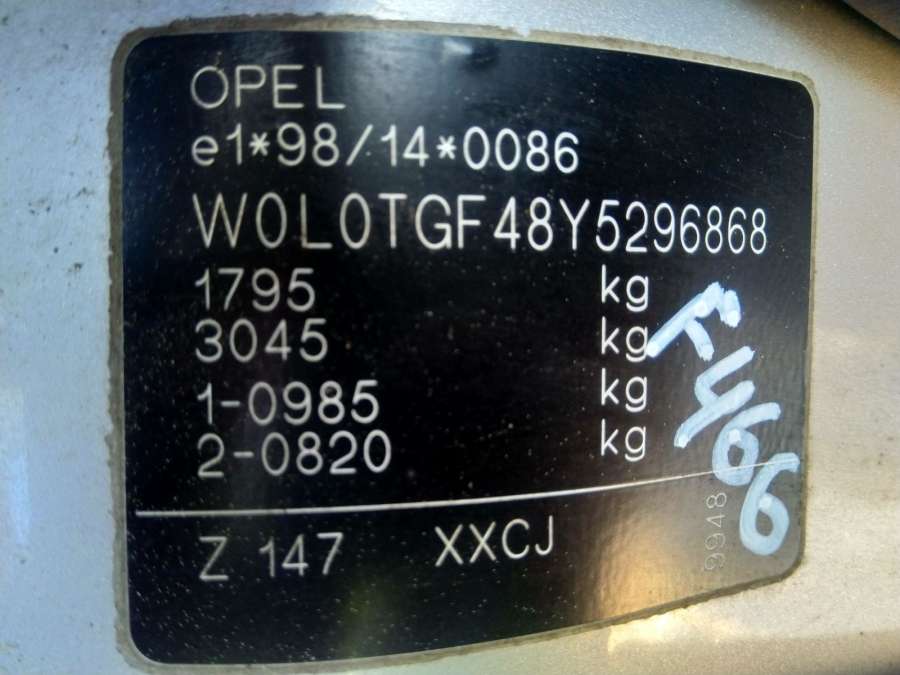 OPEL
e1*98/14*0086
W0L0TGF48Y5296868
1795 kg
3045 kg
1-0985 kg
2-0820 kg
Z 147 XXCJ
9948